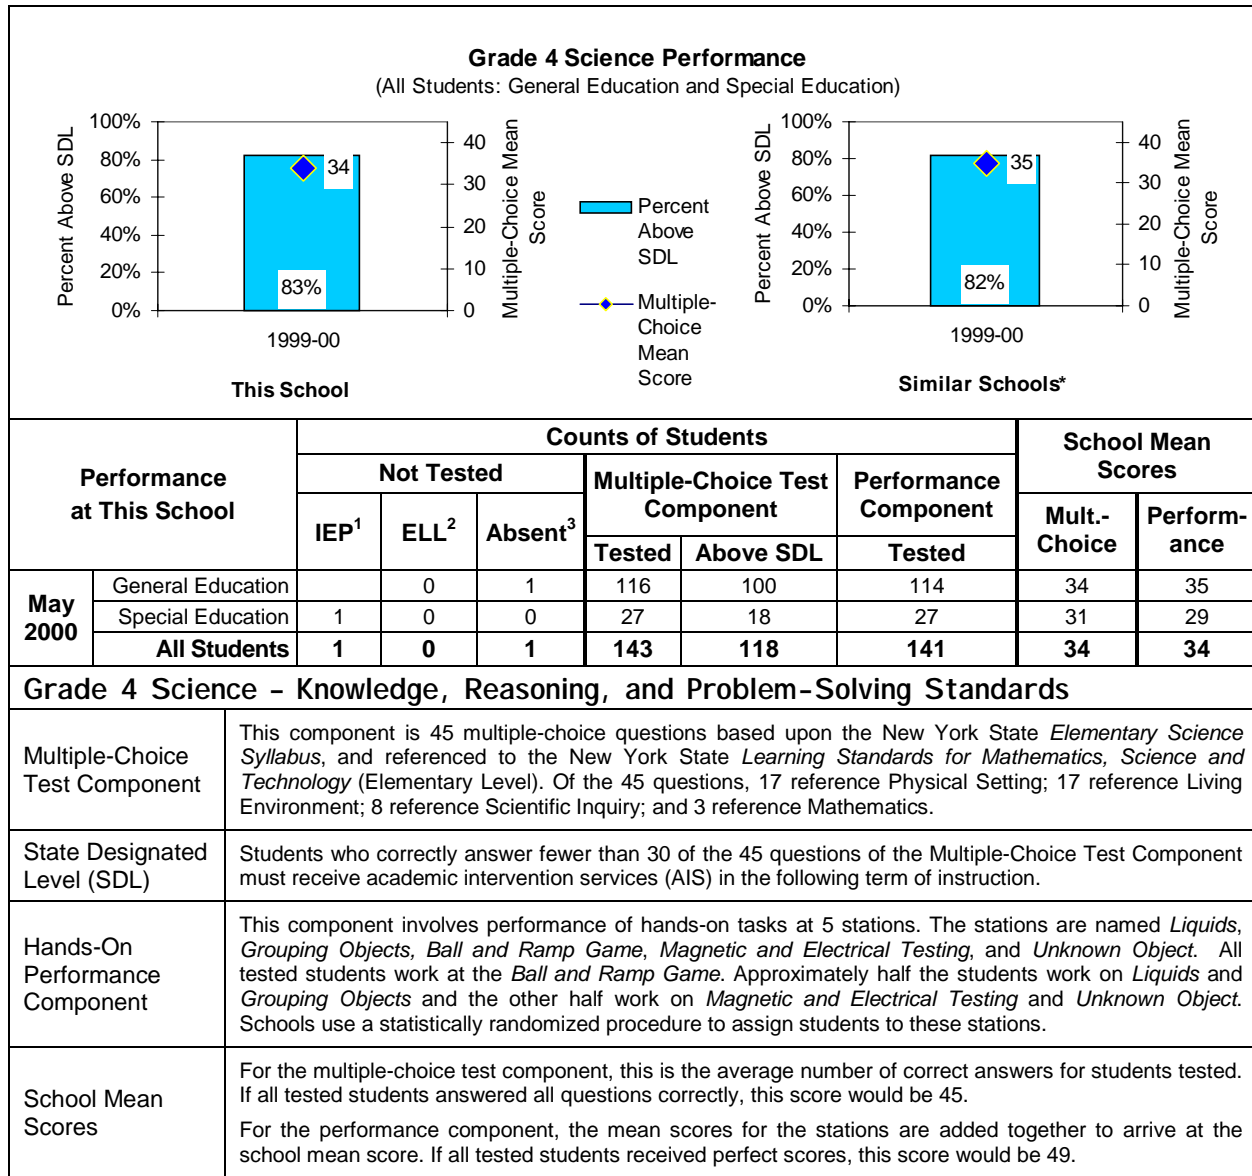 Grade 4 Science Performance
(All Students: General Education and Special Education)
Percent Above SDL
100%
80%
60%
40%
20%
0%
34
83%
40
30
20
10
0
Multiple-Choice Mean
Score
1999-00
This School
Percent
Above
SDL
Multiple-
Choice
Mean
Score
Percent Above SDL
100%
80%
60%
40%
20%
0%
35
82%
40
30
20
10
0
Multiple-Choice Mean
Score
1999-00
Similar Schools*
Performance
at This School
Counts of Students
School Mean
Scores
Not Tested
Multiple-Choice Test
Component
Performance
Component
IEP1 ELL2 Absent3
Mult.-
Choice
Perform-
ance
Tested Above SDL Tested
May
2000
General Education 0 1 116 100 114 34 35
Special Education 1 0 0 27 18 27 31 29
All Students 1 0 1 143 118 141 34 34
Grade 4 Science – Knowledge, Reasoning, and Problem-Solving Standards
Multiple-Choice
Test Component
This component is 45 multiple-choice questions based upon the New York State Elementary Science
Syllabus, and referenced to the New York State Learning Standards for Mathematics, Science and
Technology (Elementary Level). Of the 45 questions, 17 reference Physical Setting; 17 reference Living
Environment; 8 reference Scientific Inquiry; and 3 reference Mathematics.
State Designated
Level (SDL)
Students who correctly answer fewer than 30 of the 45 questions of the Multiple-Choice Test Component
must receive academic intervention services (AIS) in the following term of instruction.
Hands-On
Performance
Component
This component involves performance of hands-on tasks at 5 stations. The stations are named Liquids,
Grouping Objects, Ball and Ramp Game, Magnetic and Electrical Testing, and Unknown Object. All
tested students work at the Ball and Ramp Game. Approximately half the students work on Liquids and
Grouping Objects and the other half work on Magnetic and Electrical Testing and Unknown Object.
Schools use a statistically randomized procedure to assign students to these stations.
School Mean
Scores
For the multiple-choice test component, this is the average number of correct answers for students tested.
If all tested students answered all questions correctly, this score would be 45.
For the performance component, the mean scores for the stations are added together to arrive at the
school mean score. If all tested students received perfect scores, this score would be 49.